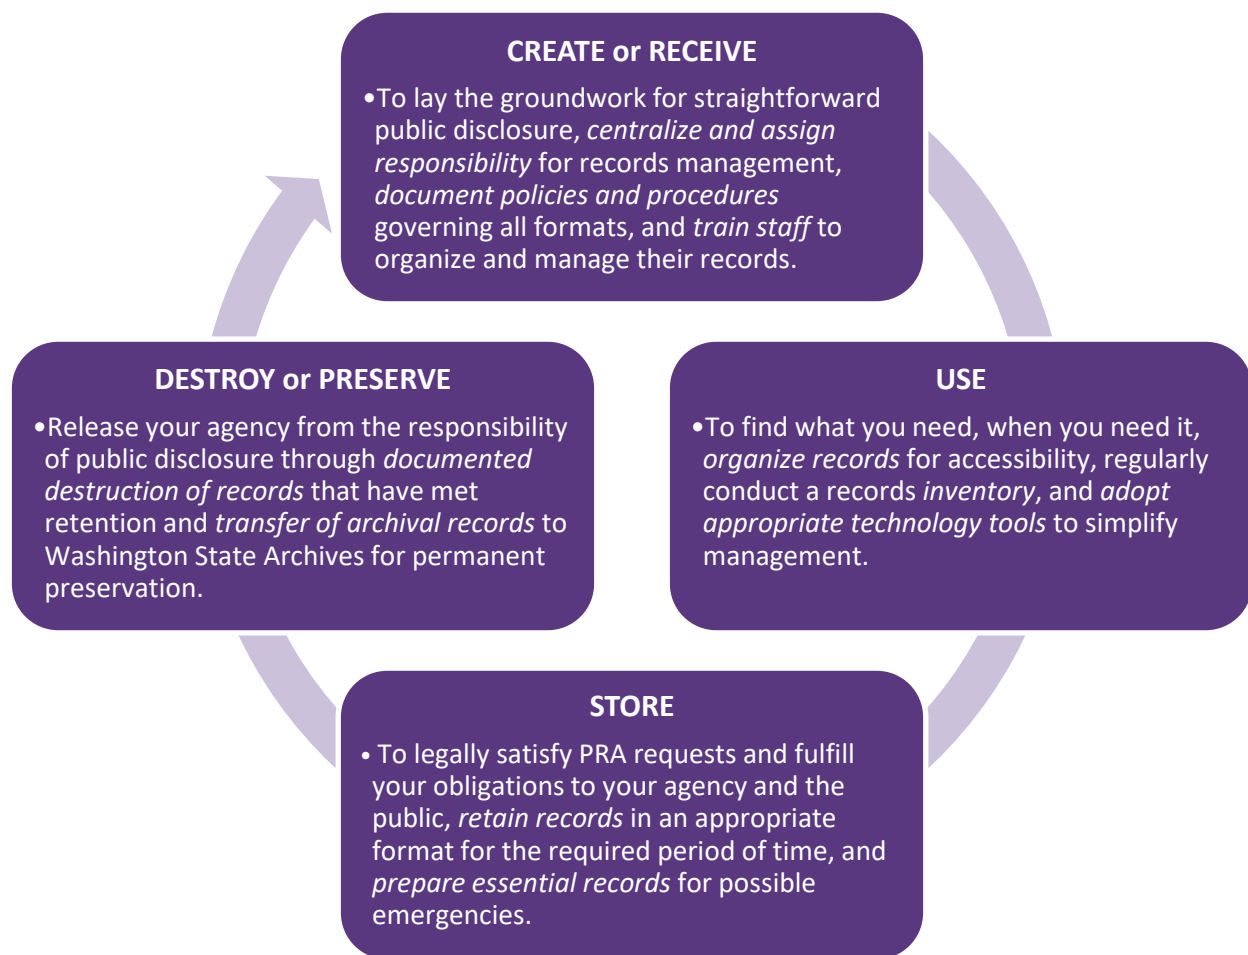 CREATE or RECEIVE
•To lay the groundwork for straightforward
public disclosure, centralize and assign
responsibility for records management,
document policies and procedures
governing all formats, and train staff to
organize and manage their records.
DESTROY or PRESERVE
•Release your agency from the responsibility
of public disclosure through documented
destruction of records that have met
retention and transfer of archival records to
Washington State Archives for permanent
preservation.
USE
•To find what you need, when you need it,
organize records for accessibility, regularly
conduct a records inventory, and adopt
appropriate technology tools to simplify
management.
STORE
• To legally satisfy PRA requests and fulfill
your obligations to your agency and the
public, retain records in an appropriate
format for the required period of time, and
prepare essential records for possible
emergencies.